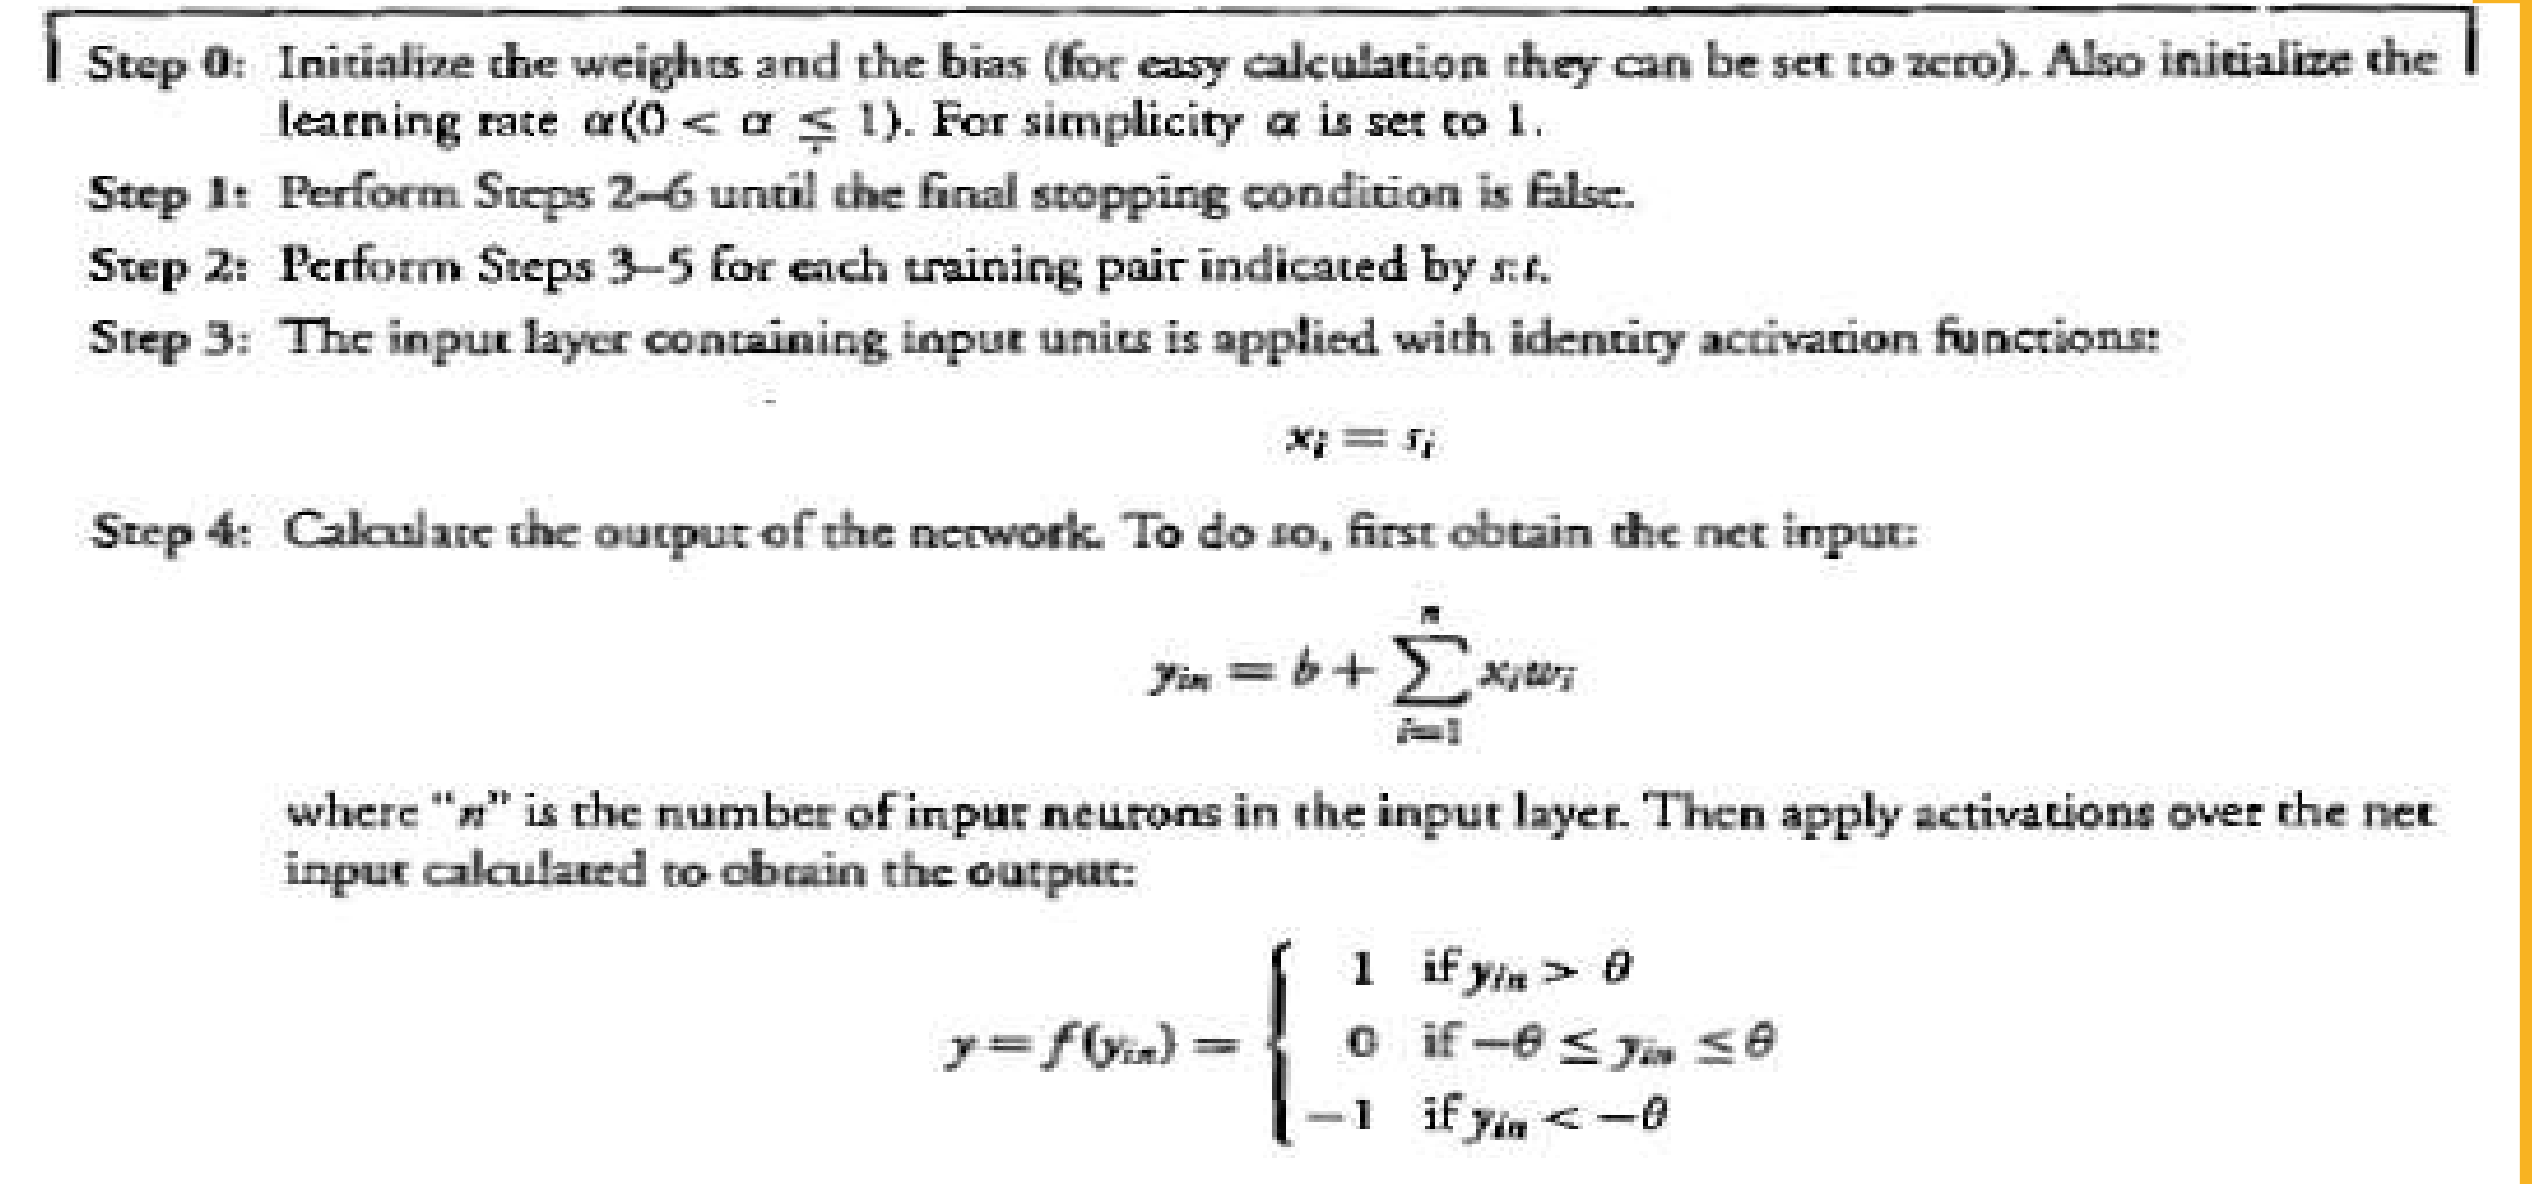 Step 0: Initialize the weights and the bias (for easy calculation they can be set to zero). Also initialize the
learning rate α(0 < α ≤ 1). For simplicity α is set to 1.
Step 1: Perform Steps 2–6 until the final stopping condition is false.
Step 2: Perform Steps 3–5 for each training pair indicated by s:t.
Step 3: The input layer containing input units is applied with identity activation functions:
xᵢ = sᵢ
Step 4: Calculate the output of the network. To do so, first obtain the net input:
n
yᵢₙ = b + ∑ xᵢwᵢ
i=1
where “n” is the number of input neurons in the input layer. Then apply activations over the net
input calculated to obtain the output:
1 if yᵢₙ > θ
y = f(yᵢₙ) = { 0 if −θ ≤ yᵢₙ ≤ θ
−1 if yᵢₙ < −θ